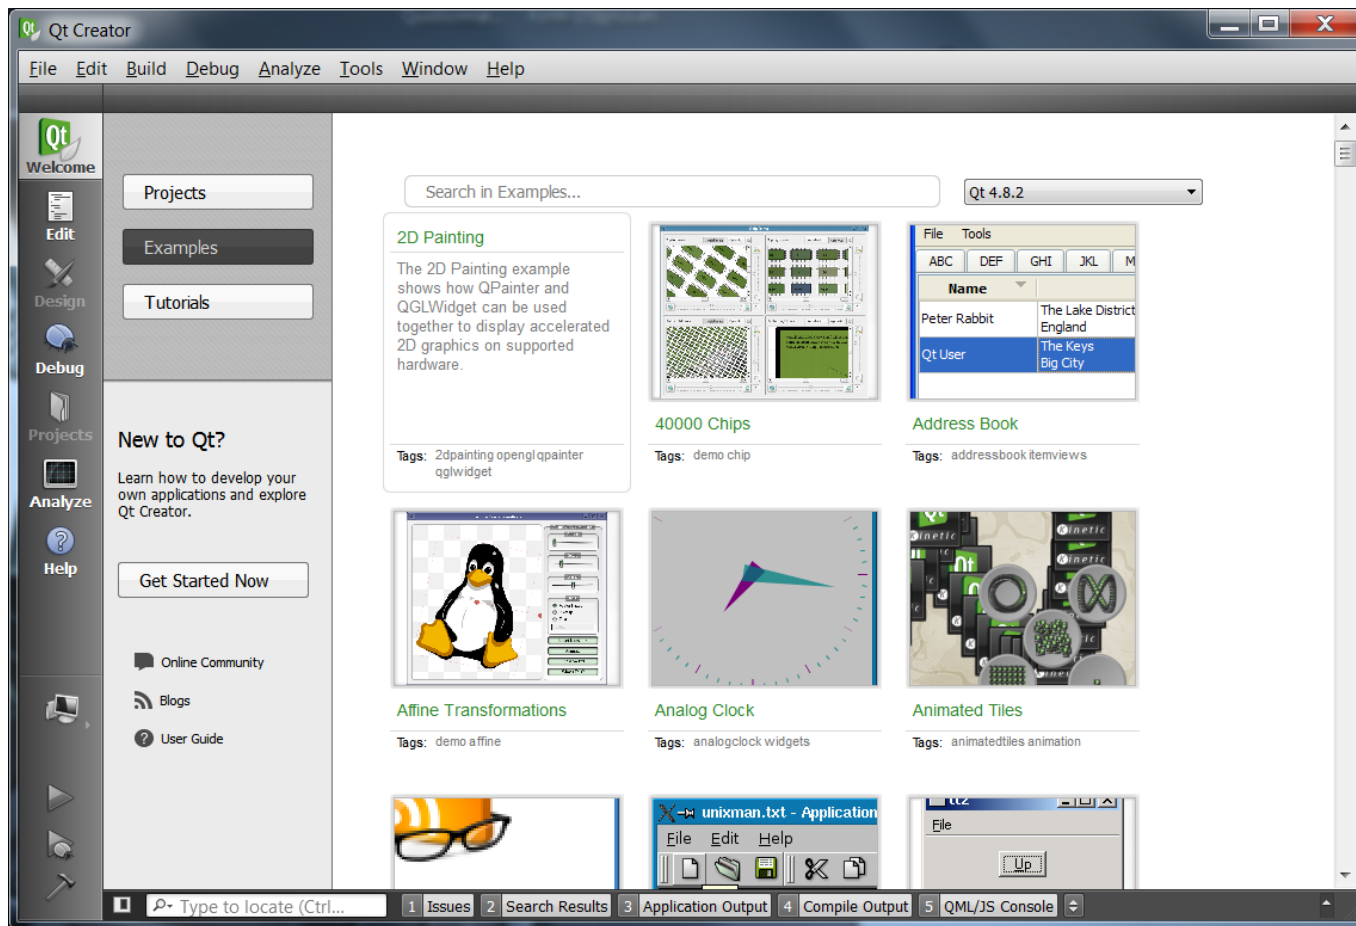 Qt Creator
File Edit Build Debug Analyze Tools Window Help
Qt
Welcome
Edit
Design
Debug
Projects
Analyze
Help
Projects
Examples
Tutorials
New to Qt?
Learn how to develop your
own applications and explore
Qt Creator.
Get Started Now
Online Community
Blogs
User Guide
Search in Examples...
Qt 4.8.2
2D Painting
The 2D Painting example
shows how QPainter and
QGLWidget can be used
together to display accelerated
2D graphics on supported
hardware.
Tags: 2dpainting opengl qpainter
qglwidget
40000 Chips
Tags: demo chip
File Tools
ABC DEF GHI JKL M
Name
Peter Rabbit
The Lake District
England
Qt User
The Keys
Big City
Address Book
Tags: addressbook itemviews
Affine Transformations
Tags: demo affine
Analog Clock
Tags: analogclock widgets
Kinetic
Qt
Kinetic
Animated Tiles
Tags: animatedtiles animation
unixman.txt - Application
File Edit Help
tt2
File
Up
Type to locate (Ctrl...
1 Issues 2 Search Results 3 Application Output 4 Compile Output 5 QML/JS Console